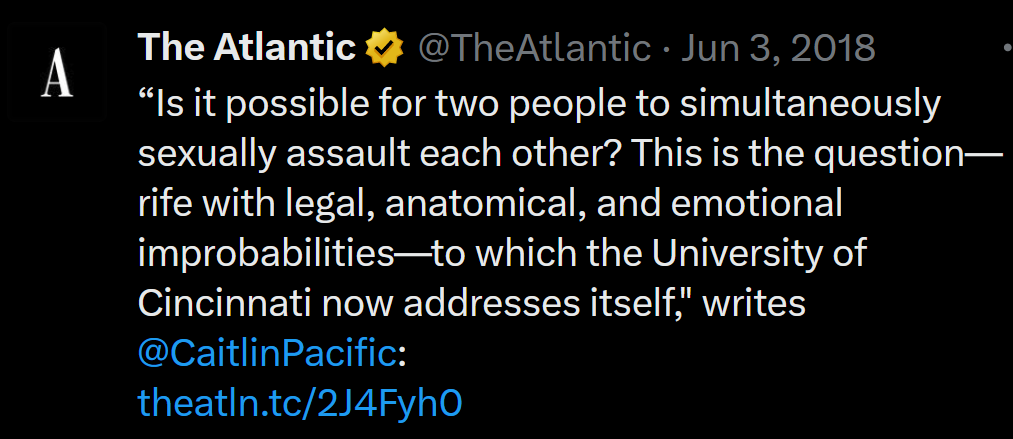 A
The Atlantic @TheAtlantic · Jun 3, 2018
“Is it possible for two people to simultaneously
sexually assault each other? This is the question—
rife with legal, anatomical, and emotional
improbabilities—to which the University of
Cincinnati now addresses itself," writes
@CaitlinPacific:
theatln.tc/2J4Fyh0